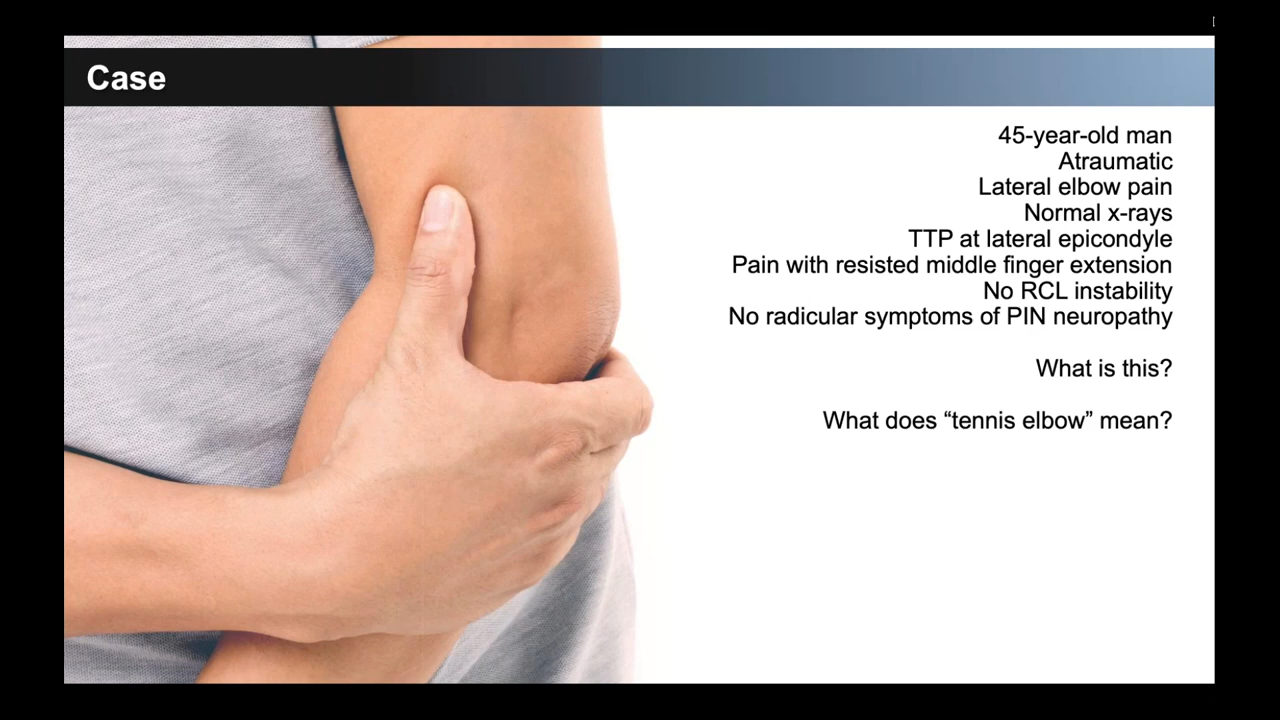 Case
45-year-old man
Atraumatic
Lateral elbow pain
Normal x-rays
TTP at lateral epicondyle
Pain with resisted middle finger extension
No RCL instability
No radicular symptoms of PIN neuropathy
What is this?
What does “tennis elbow” mean?